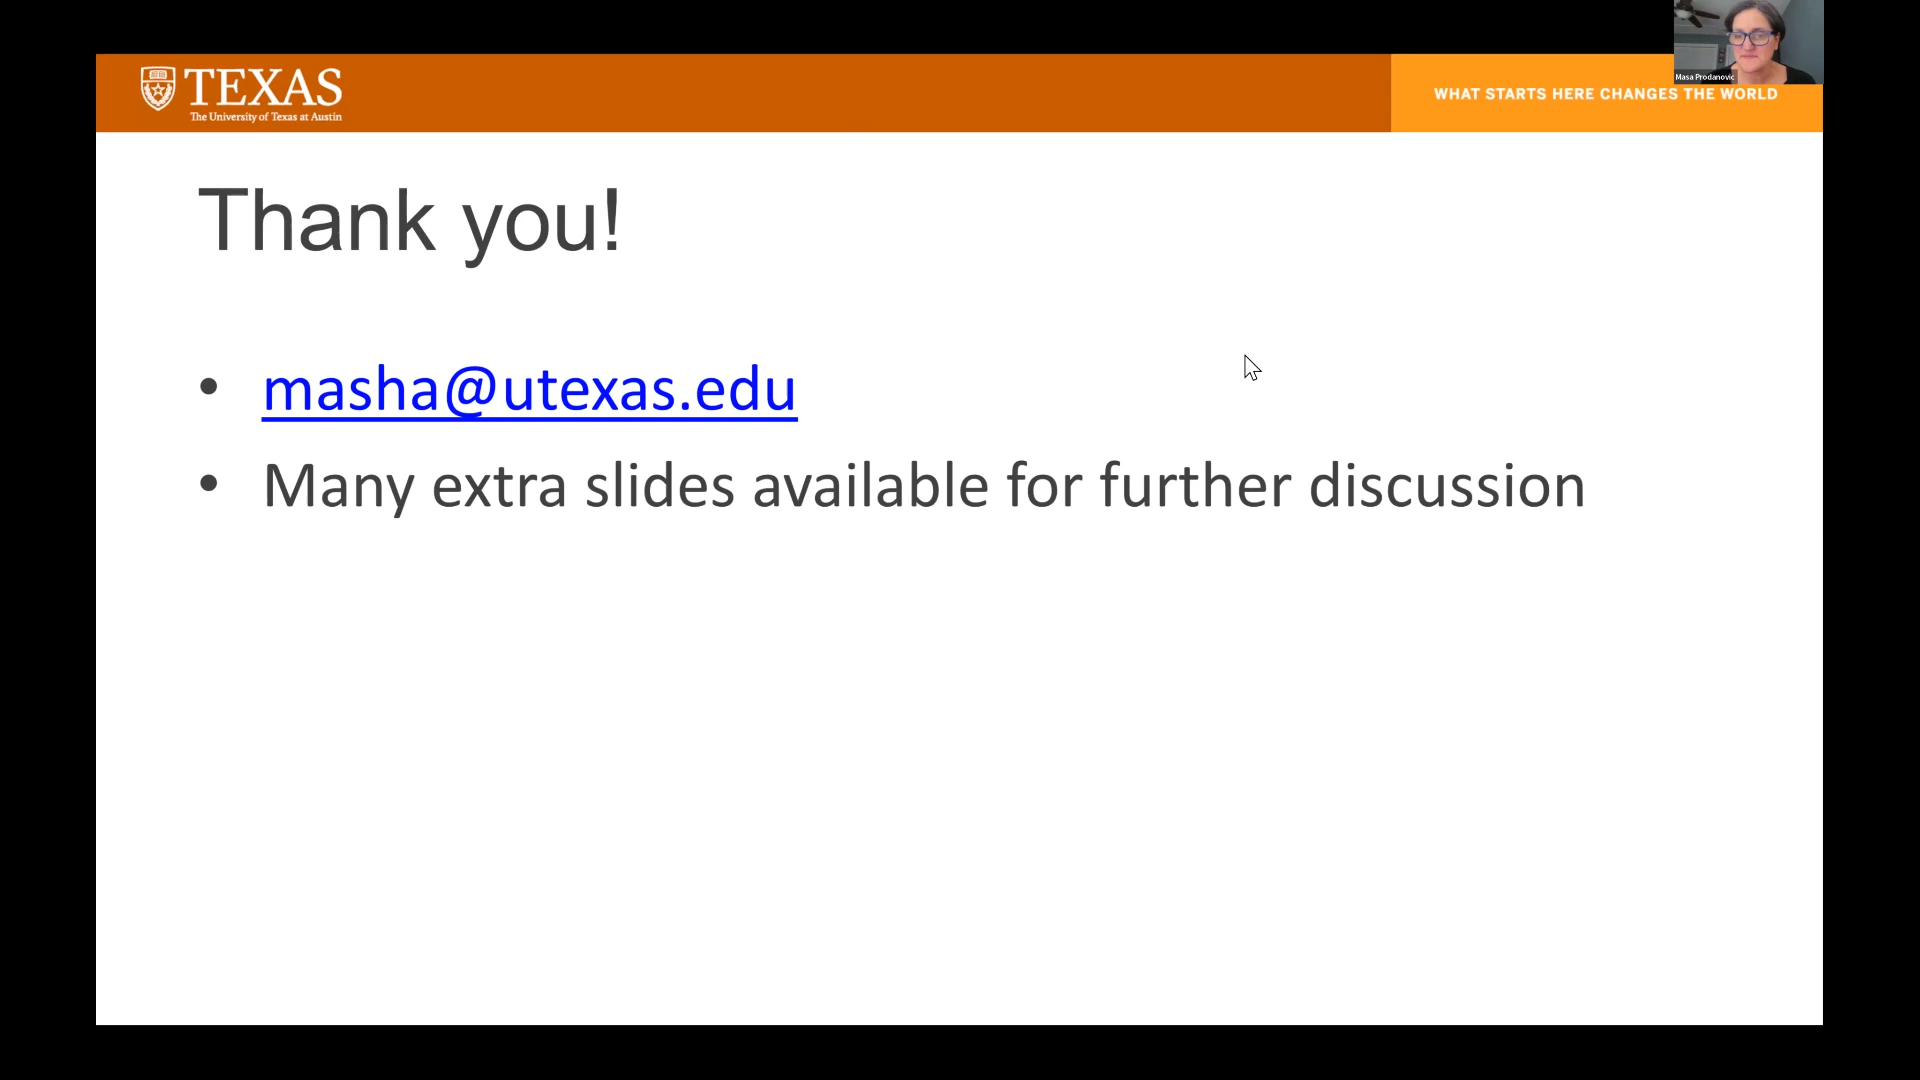 TEXAS
The University of Texas at Austin
WHAT STARTS HERE CHANGES THE WORLD
Masa Prodanovic
Thank you!
• masha@utexas.edu
• Many extra slides available for further discussion